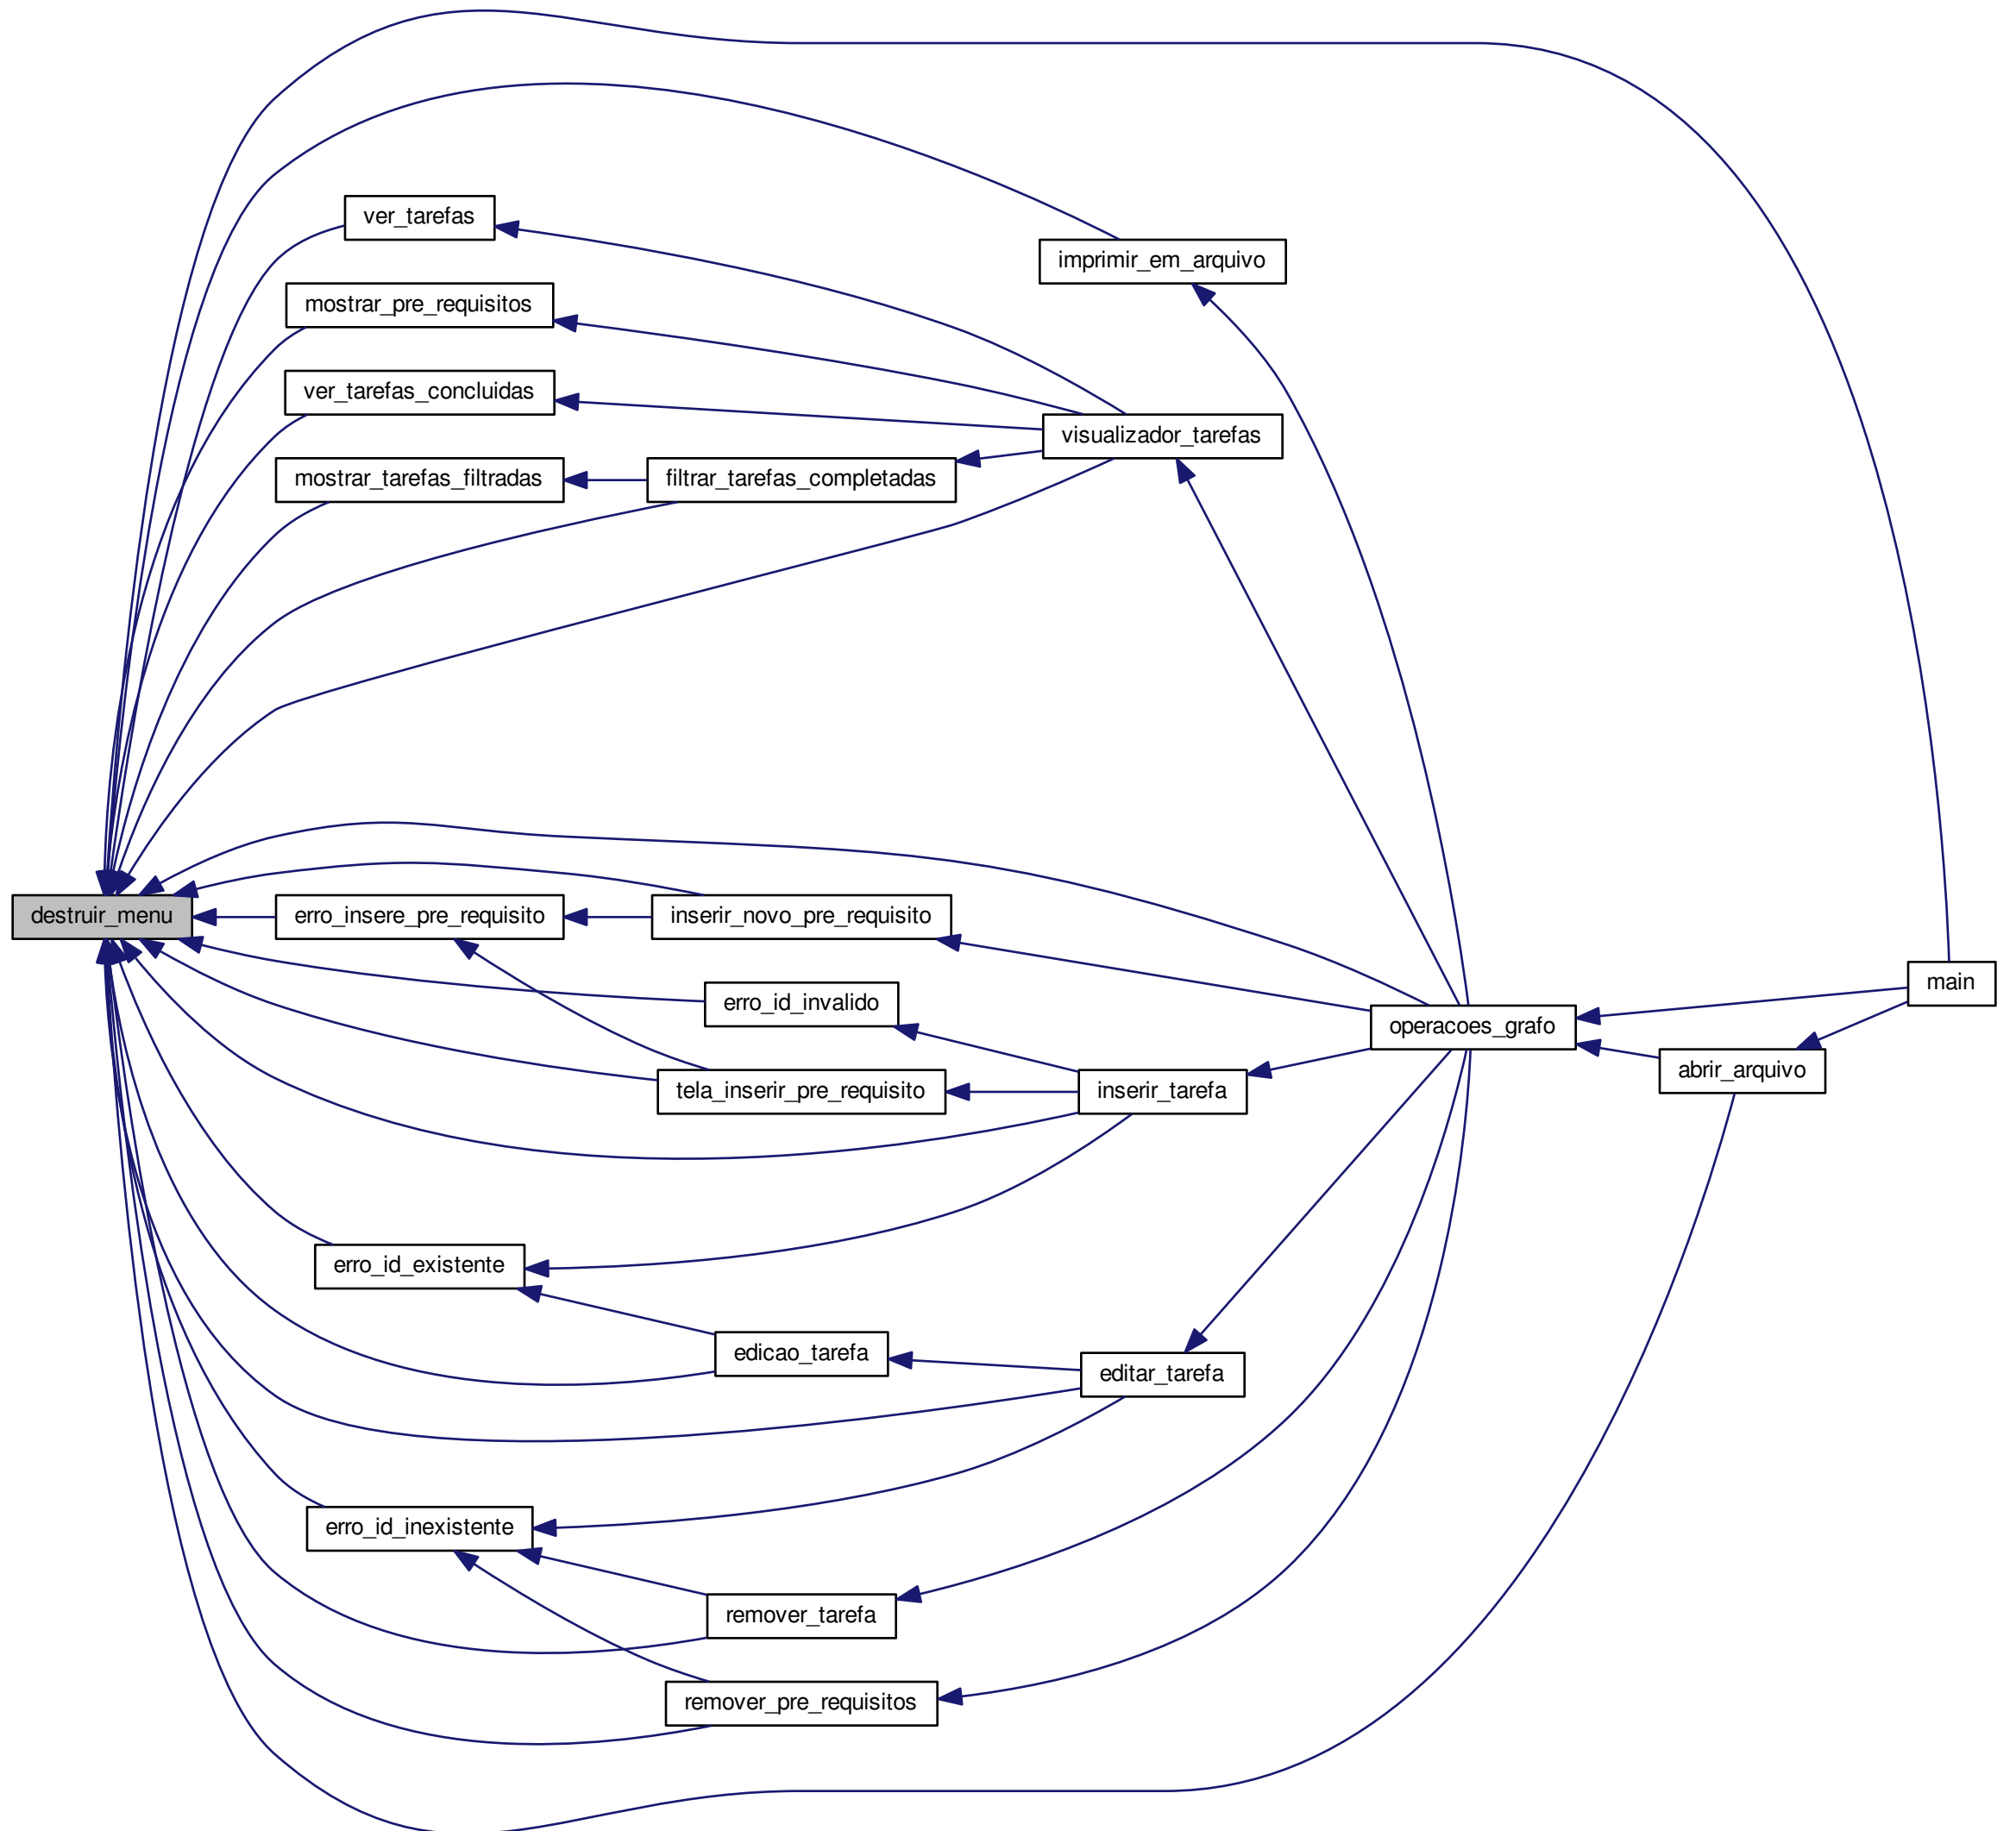 ver_tarefas
imprimir_em_arquivo
mostrar_pre_requisitos
ver_tarefas_concluidas
visualizador_tarefas
mostrar_tarefas_filtradas
filtrar_tarefas_completadas
destruir_menu
erro_insere_pre_requisito
inserir_novo_pre_requisito
main
erro_id_invalido
operacoes_grafo
abrir_arquivo
tela_inserir_pre_requisito
inserir_tarefa
erro_id_existente
edicao_tarefa
editar_tarefa
erro_id_inexistente
remover_tarefa
remover_pre_requisitos